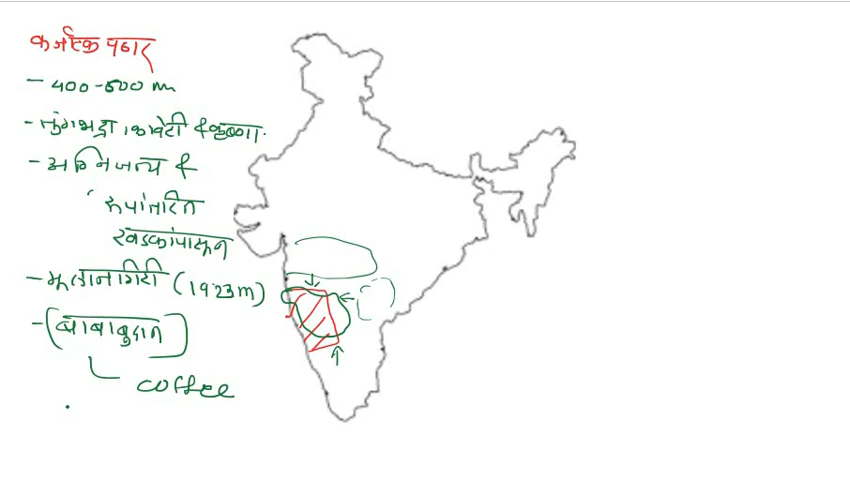 कर्नाटक पठार
- 400-600 m
- तुंगभद्रा, कावेरी & कृष्णा.
- अग्निजन्य &
रूपांतरित
खडकांपासून
- मूलानगिरी (1923m)
- (बाबाबुदान)
coffee